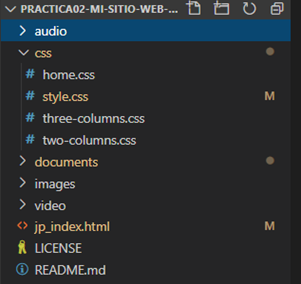 PRACTICA02-MI-SITIO-WEB-...
audio
css
# home.css
# style.css M
# three-columns.css
# two-columns.css
documents
images
video
<> jp_index.html M
LICENSE
README.md